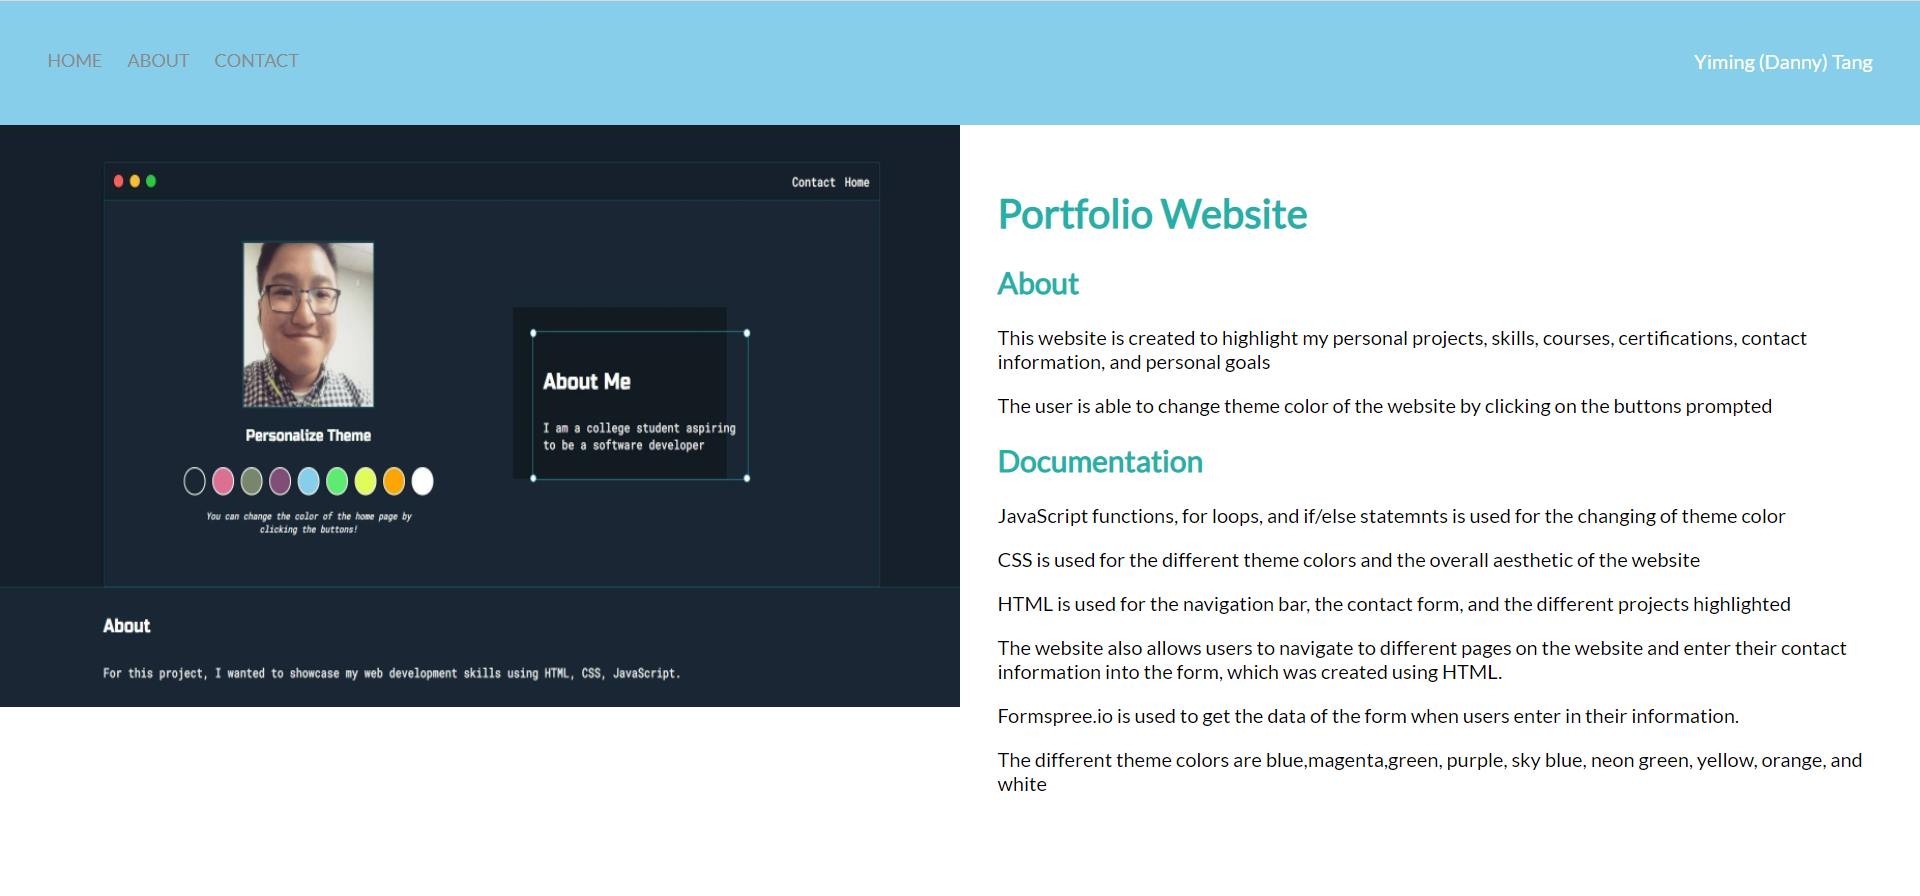 HOME ABOUT CONTACT
Yiming (Danny) Tang
Contact Home
Personalize Theme
You can change the color of the home page by
clicking the buttons!
About Me
I am a college student aspiring
to be a software developer
About
For this project, I wanted to showcase my web development skills using HTML, CSS, JavaScript.
Portfolio Website
About
This website is created to highlight my personal projects, skills, courses, certifications, contact
information, and personal goals
The user is able to change theme color of the website by clicking on the buttons prompted
Documentation
JavaScript functions, for loops, and if/else statemnts is used for the changing of theme color
CSS is used for the different theme colors and the overall aesthetic of the website
HTML is used for the navigation bar, the contact form, and the different projects highlighted
The website also allows users to navigate to different pages on the website and enter their contact
information into the form, which was created using HTML.
Formspree.io is used to get the data of the form when users enter in their information.
The different theme colors are blue,magenta,green, purple, sky blue, neon green, yellow, orange, and
white